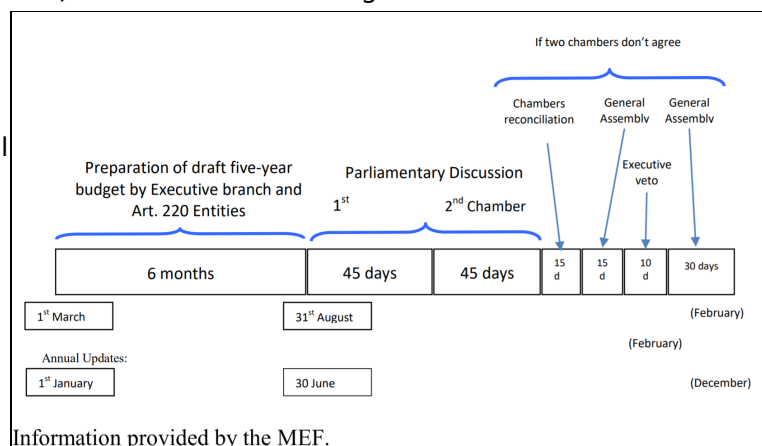 If two chambers don't agree
Chambers
reconciliation
General
Assembly
General
Assembly
Executive
veto
Preparation of draft five-year
budget by Executive branch and
Art. 220 Entities
Parliamentary Discussion
1st
2nd Chamber
6 months
45 days
45 days
15
d
15
d
10
d
30 days
1st March
31st August
(February)
(February)
Annual Updates:
1st January
30 June
(December)
Information provided by the MEF.